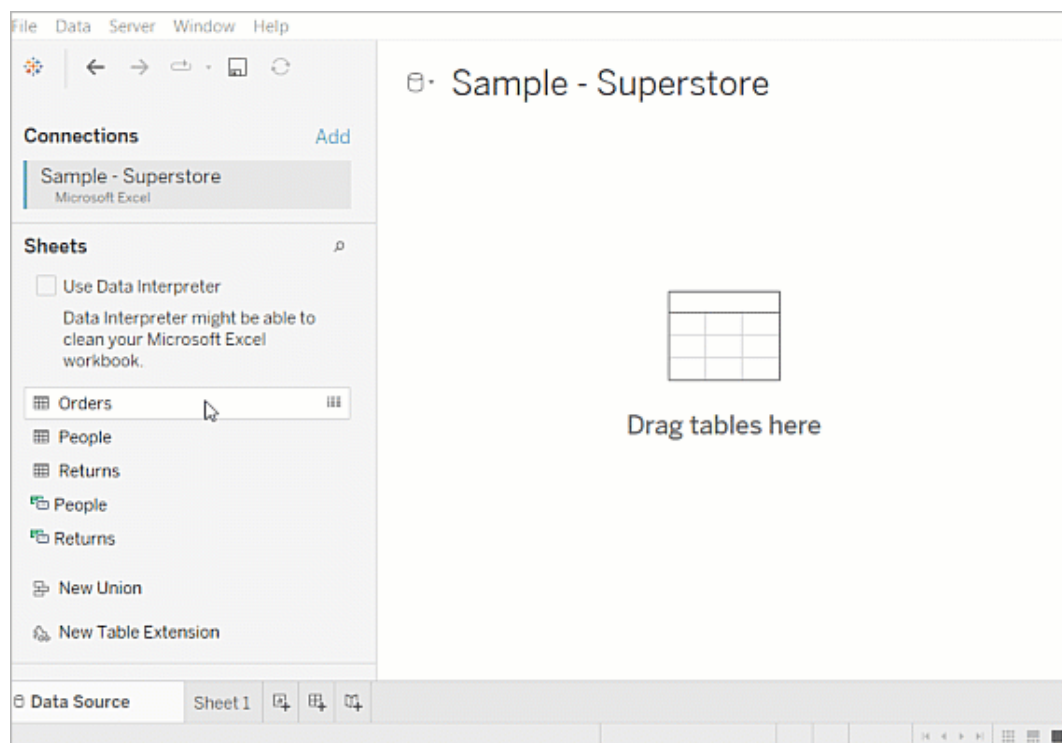 File Data Server Window Help
Sample - Superstore
Connections Add
Sample - Superstore
Microsoft Excel
Sheets
Use Data Interpreter
Data Interpreter might be able to
clean your Microsoft Excel
workbook.
Orders
People
Returns
People
Returns
New Union
New Table Extension
Drag tables here
Data Source Sheet 1